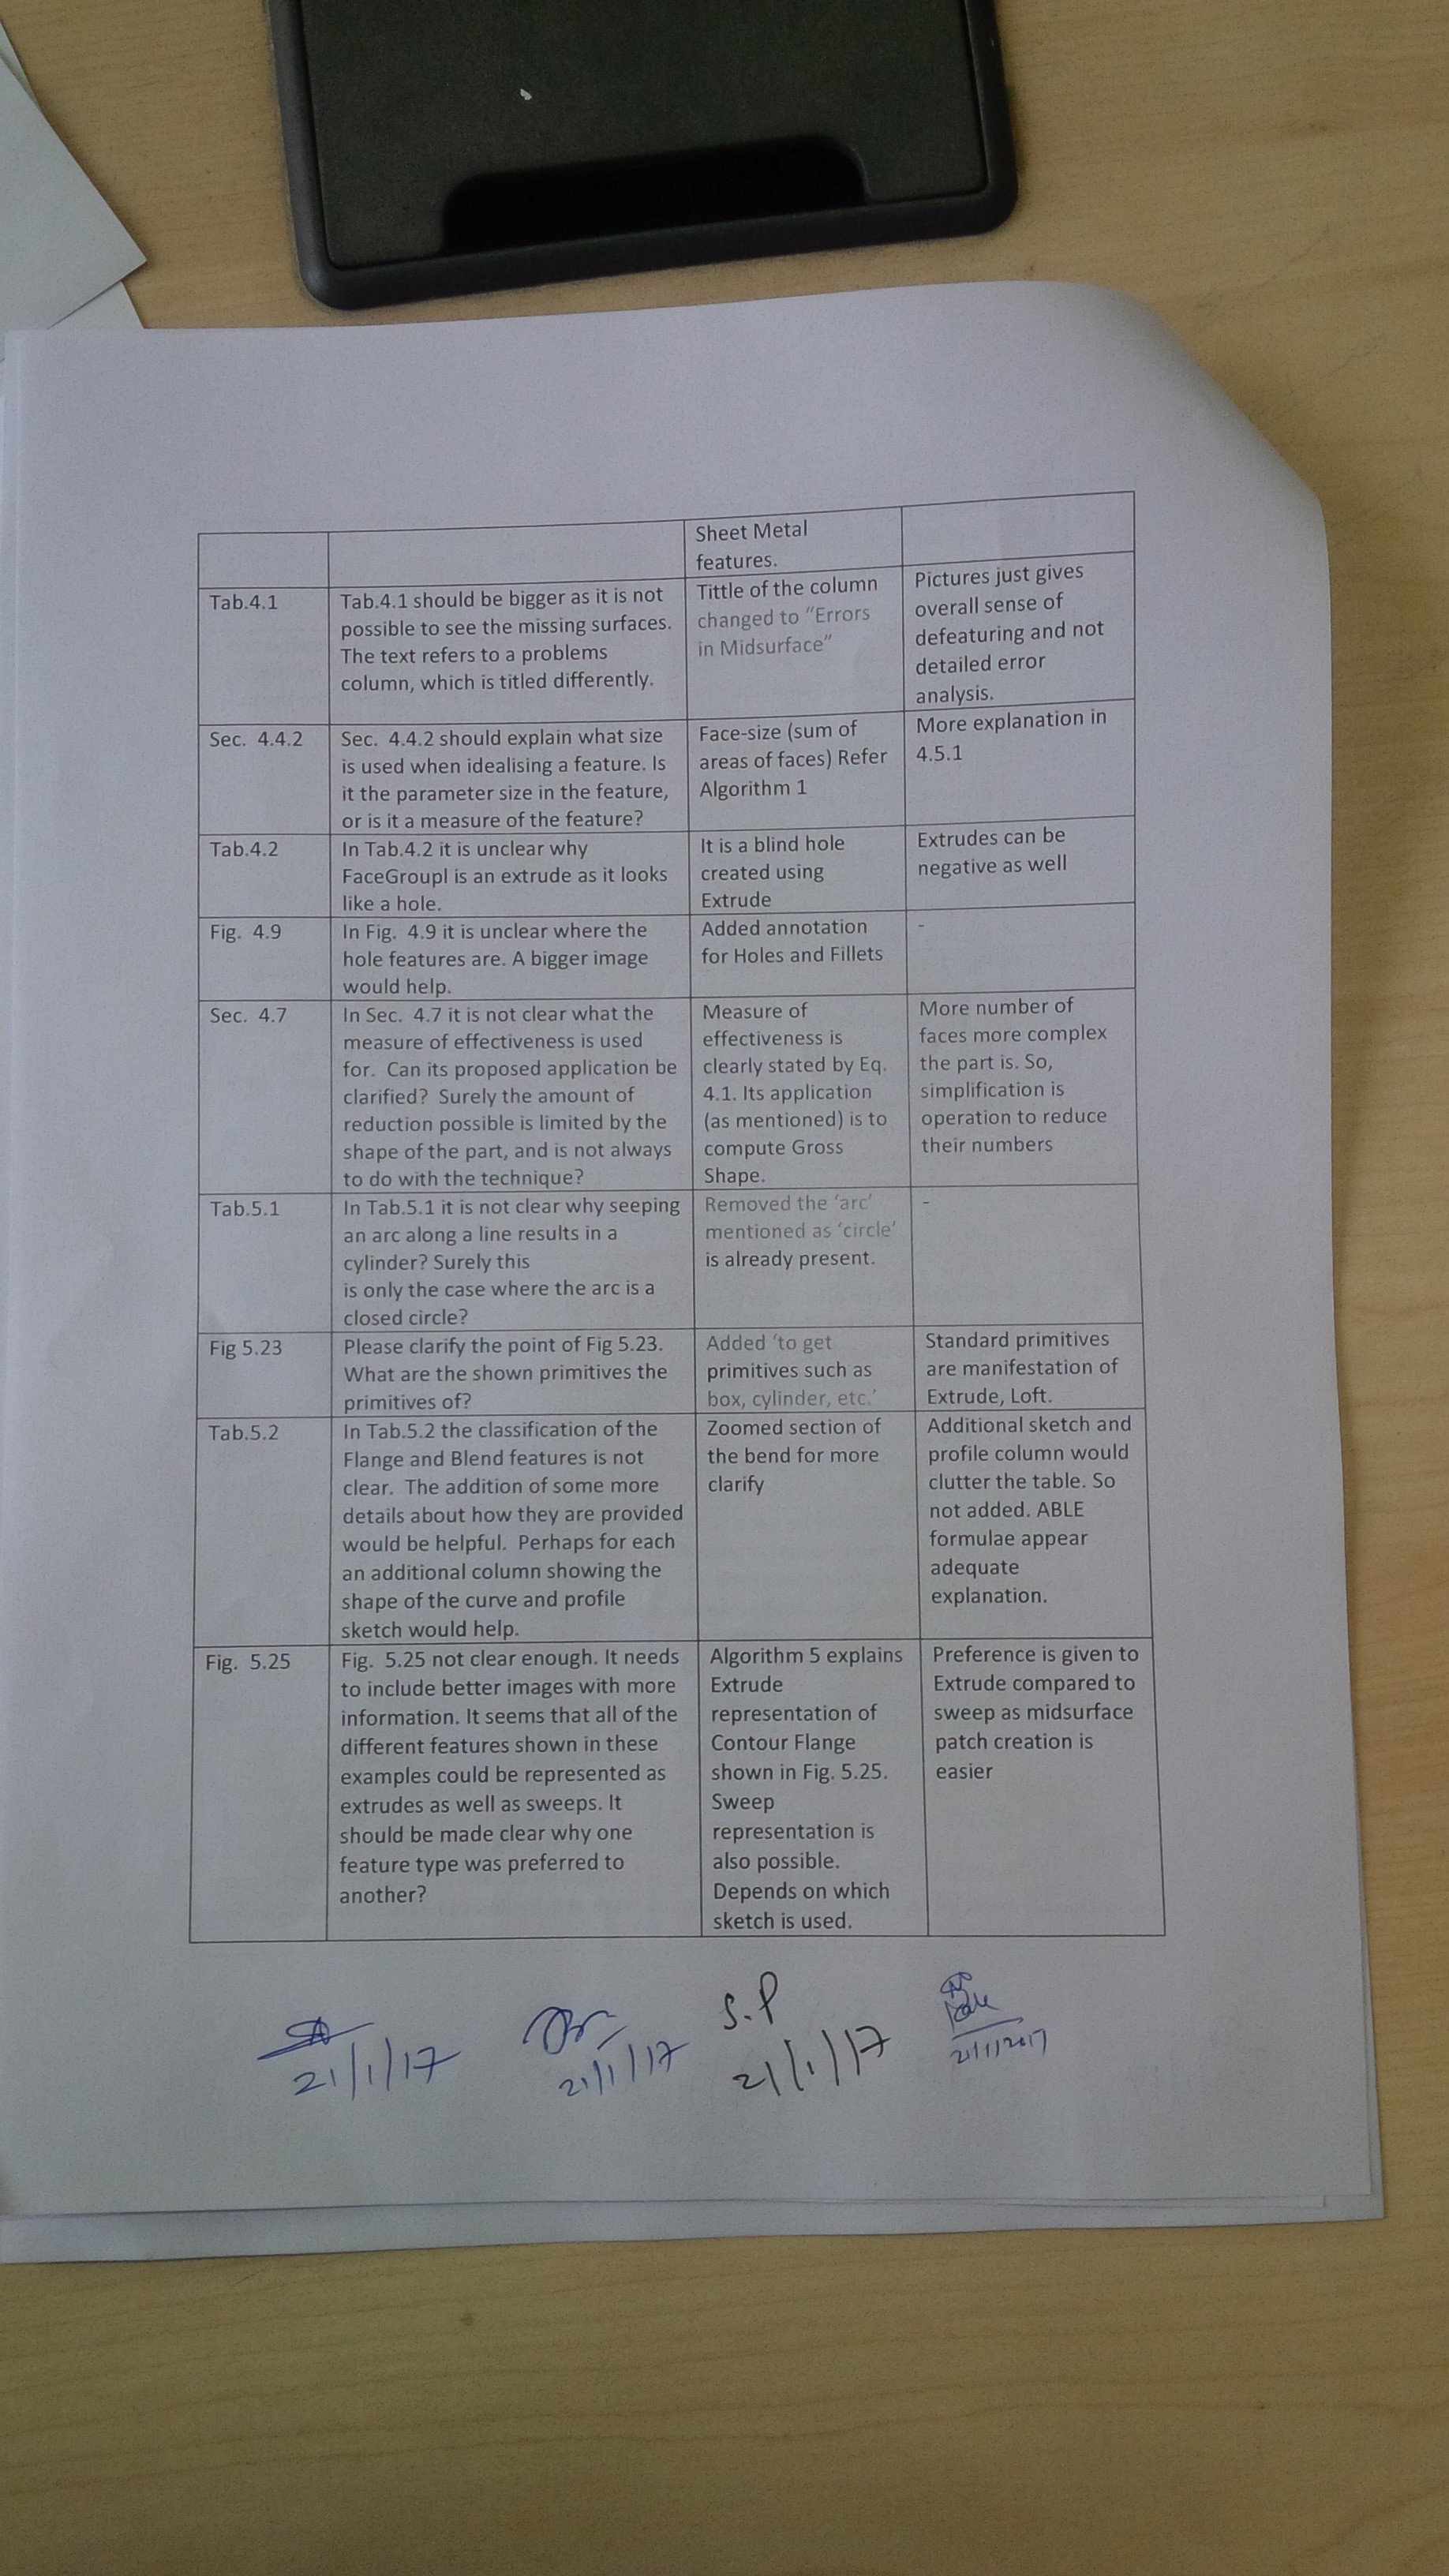 Sheet Metal
features.
Tab.4.1
Tab.4.1 should be bigger as it is not
possible to see the missing surfaces.
The text refers to a problems
column, which is titled differently.
Tittle of the column
changed to “Errors
in Midsurface”
Pictures just gives
overall sense of
defeaturing and not
detailed error
analysis.
Sec. 4.4.2
Sec. 4.4.2 should explain what size
is used when idealising a feature. Is
it the parameter size in the feature,
or is it a measure of the feature?
Face-size (sum of
areas of faces) Refer
Algorithm 1
More explanation in
4.5.1
Tab.4.2
In Tab.4.2 it is unclear why
FaceGroupl is an extrude as it looks
like a hole.
It is a blind hole
created using
Extrude
Extrudes can be
negative as well
Fig. 4.9
In Fig. 4.9 it is unclear where the
hole features are. A bigger image
would help.
Added annotation
for Holes and Fillets
-
Sec. 4.7
In Sec. 4.7 it is not clear what the
measure of effectiveness is used
for. Can its proposed application be
clarified? Surely the amount of
reduction possible is limited by the
shape of the part, and is not always
to do with the technique?
Measure of
effectiveness is
clearly stated by Eq.
4.1. Its application
(as mentioned) is to
compute Gross
Shape.
More number of
faces more complex
the part is. So,
simplification is
operation to reduce
their numbers
Tab.5.1
In Tab.5.1 it is not clear why seeping
an arc along a line results in a
cylinder? Surely this
is only the case where the arc is a
closed circle?
Removed the ‘arc’
mentioned as ‘circle’
is already present.
-
Fig 5.23
Please clarify the point of Fig 5.23.
What are the shown primitives the
primitives of?
Added ‘to get
primitives such as
box, cylinder, etc.’
Standard primitives
are manifestation of
Extrude, Loft.
Tab.5.2
In Tab.5.2 the classification of the
Flange and Blend features is not
clear. The addition of some more
details about how they are provided
would be helpful. Perhaps for each
an additional column showing the
shape of the curve and profile
sketch would help.
Zoomed section of
the bend for more
clarify
Additional sketch and
profile column would
clutter the table. So
not added. ABLE
formulae appear
adequate
explanation.
Fig. 5.25
Fig. 5.25 not clear enough. It needs
to include better images with more
information. It seems that all of the
different features shown in these
examples could be represented as
extrudes as well as sweeps. It
should be made clear why one
feature type was preferred to
another?
Algorithm 5 explains
Extrude
representation of
Contour Flange
shown in Fig. 5.25.
Sweep
representation is
also possible.
Depends on which
sketch is used.
Preference is given to
Extrude compared to
sweep as midsurface
patch creation is
easier
21/1/17
21/1/17
S.P
21/1/17
21/1/2017